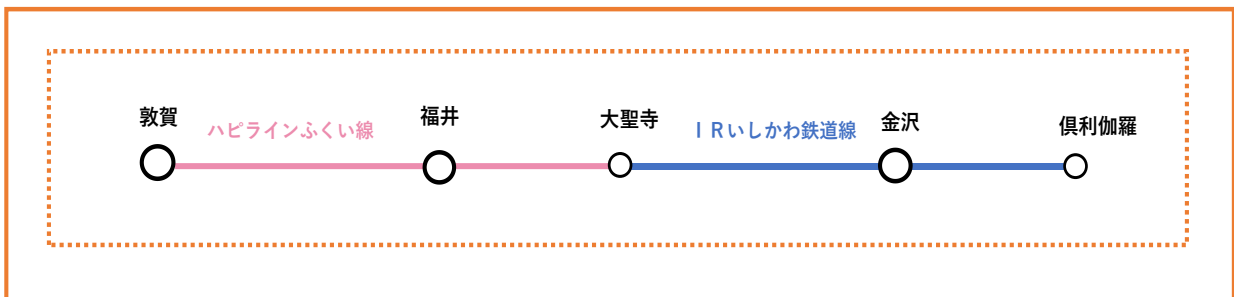 敦賀
ハピラインふくい線
福井
大聖寺
IRいしかわ鉄道線
金沢
倶利伽羅